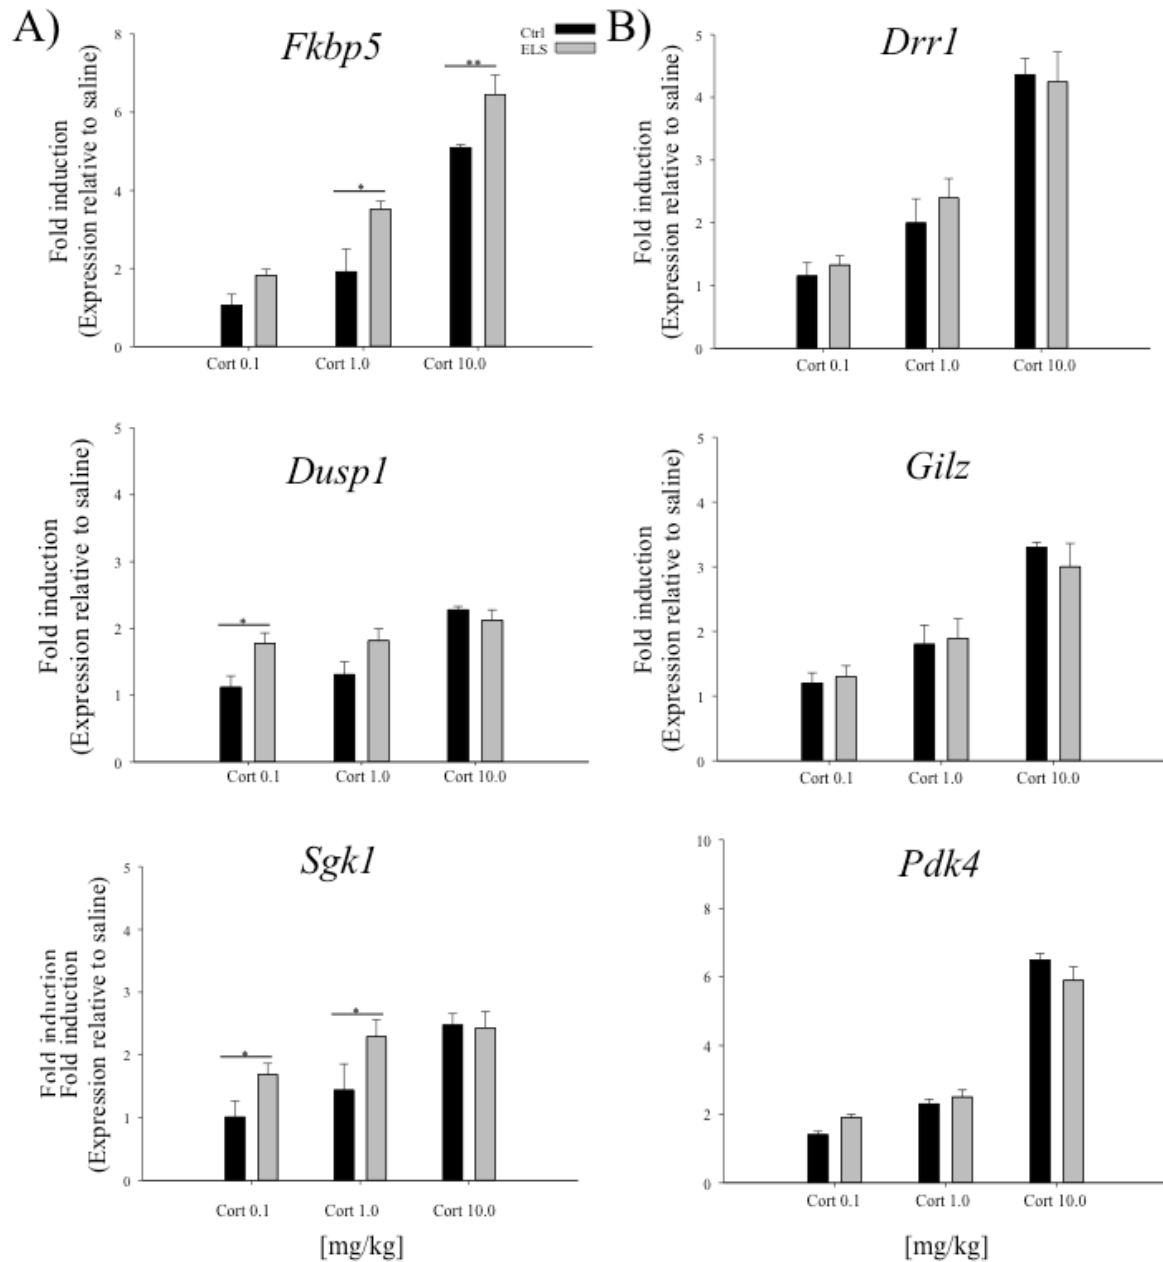 A)
Fkbp5
Ctrl
ELS
Fold induction
(Expression relative to saline)
8
6
4
2
0
*
**
Cort 0.1
Cort 1.0
Cort 10.0
B)
Drr1
Fold induction
(Expression relative to saline)
5
4
3
2
1
0
Cort 0.1
Cort 1.0
Cort 10.0
Dusp1
Fold induction
(Expression relative to saline)
5
4
3
2
1
0
*
Cort 0.1
Cort 1.0
Cort 10.0
Gilz
Fold induction
(Expression relative to saline)
5
4
3
2
1
0
Cort 0.1
Cort 1.0
Cort 10.0
Sgk1
Fold induction
Fold induction
(Expression relative to saline)
5
4
3
2
1
0
*
*
Cort 0.1
Cort 1.0
Cort 10.0
[mg/kg]
Pdk4
10
8
6
4
2
0
Cort 0.1
Cort 1.0
Cort 10.0
[mg/kg]